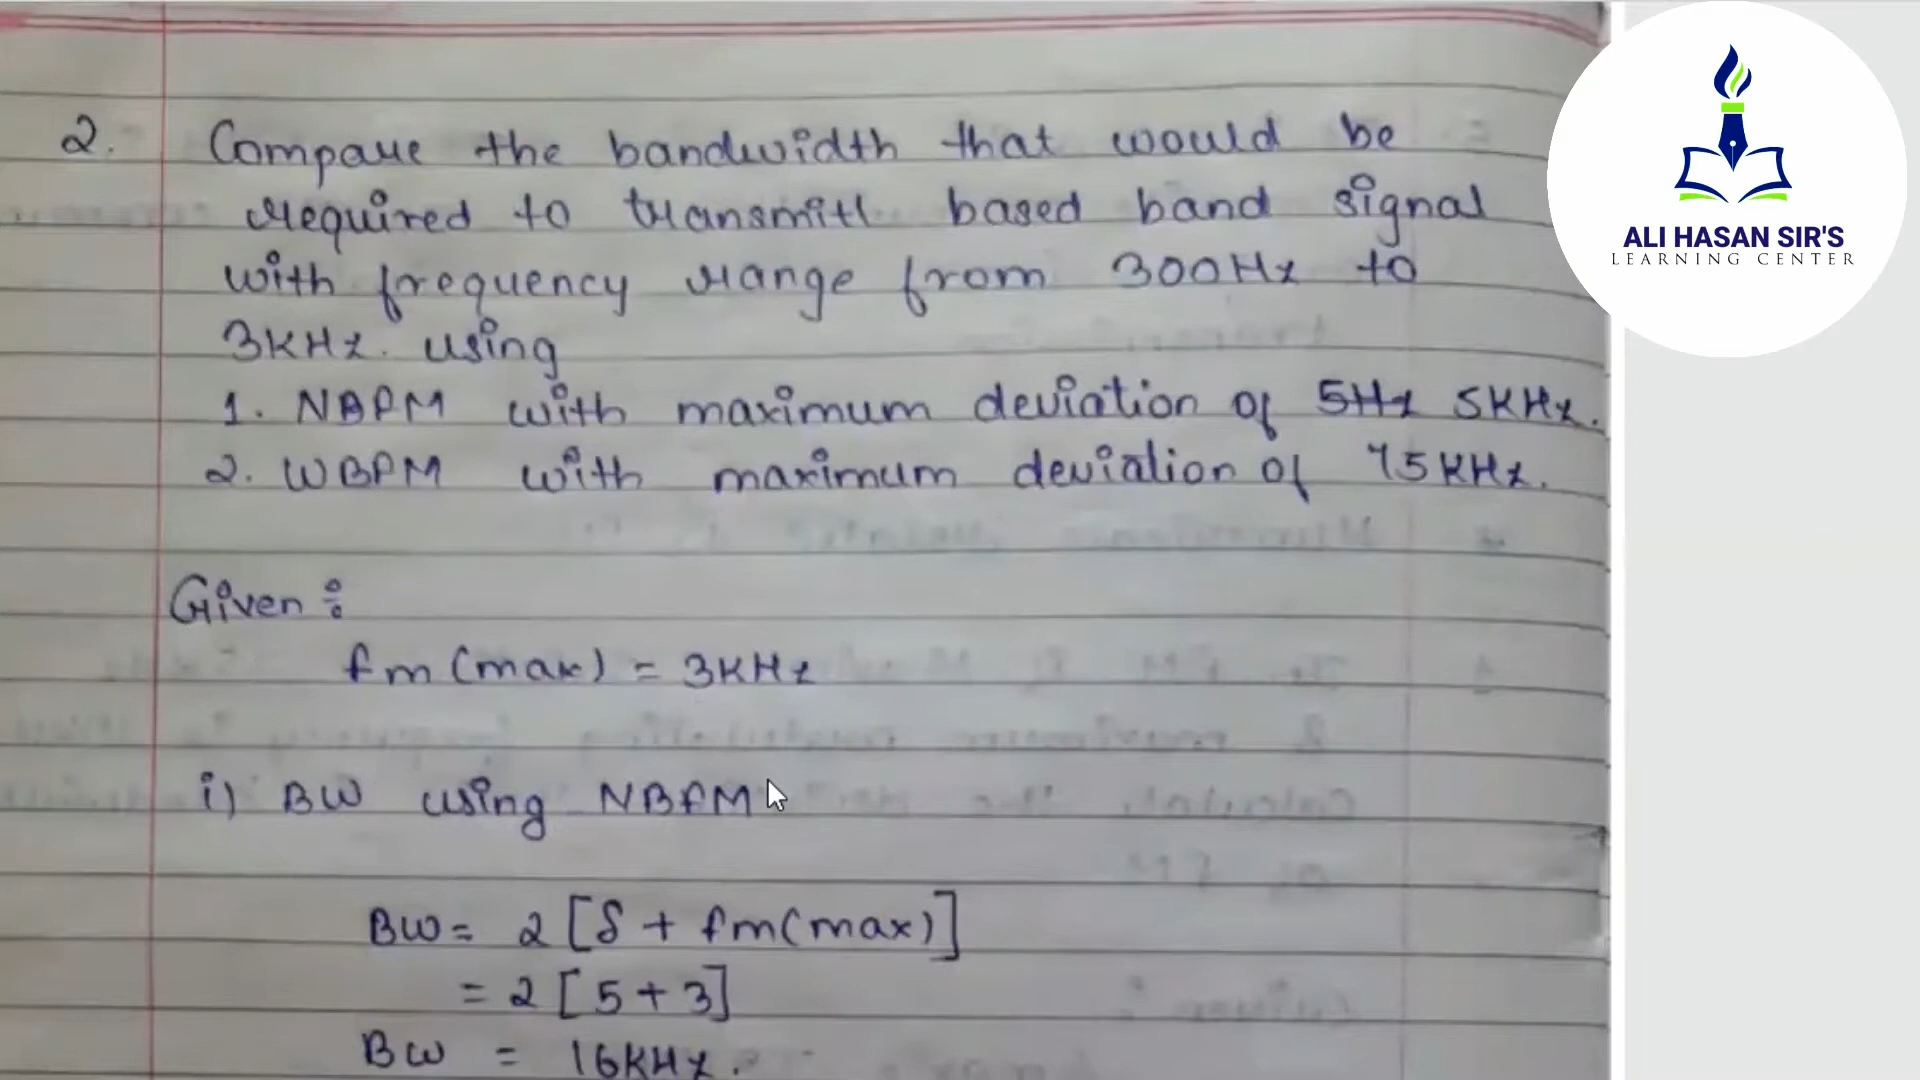 2. Compare the bandwidth that would be
required to transmitt based band signal
with frequency range from 300Hz to
3KHz. using
1. NBFM with maximum deviation of 5Hz 5KHz.
2. WBFM with maximum deviation of 75KHz.
Given :
fm (max) = 3KHz
i) BW using NBFM
BW = 2 [δ + fm(max)]
= 2 [5 + 3]
BW = 16KHz.
ALI HASAN SIR'S
LEARNING CENTER